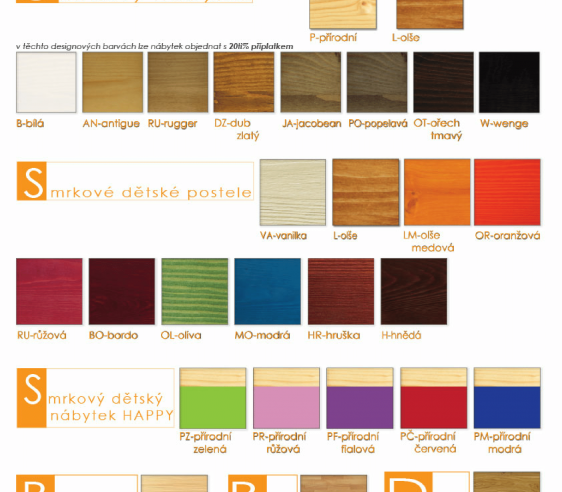 P-přírodní L-olše
v těchto designových barvách lze nábytek objednat s 20ti% příplatkem
B-bílá AN-antigue RU-rugger DZ-dub zlatý JA-jacobean PO-popelavá OT-ořech tmavý W-wenge
Smrkové dětské postele
VA-vanilka L-olše LM-olše medová OR-oranžová
RU-růžová BO-bordo OL-oliva MO-modrá HR-hruška H-hnědá
Smrkový dětský
nábytek HAPPY
PZ-přírodní zelená PR-přírodní růžová PF-přírodní fialová PČ-přírodní červená PM-přírodní modrá